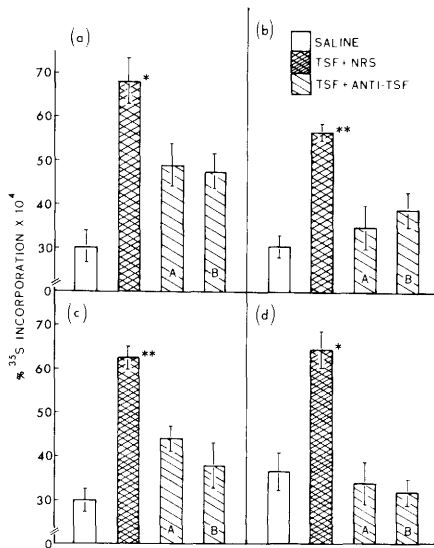 (a)
(b)
SALINE
TSF + NRS
TSF + ANTI-TSF
% ³⁵S INCORPORATION × 10⁴
70
60
50
40
30
0
*
A
B
**
A
B
(c)
(d)
70
60
50
40
30
0
**
A
B
*
A
B